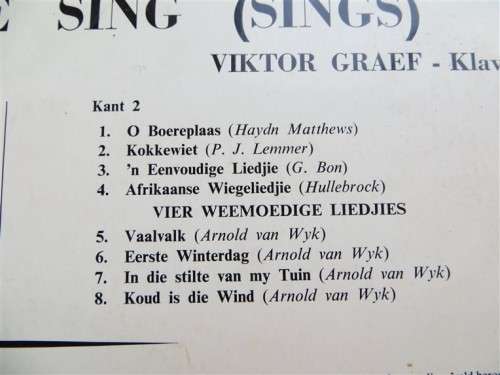 E SING (SINGS)
VIKTOR GRAEF - Klav
Kant 2
1. O Boereplaas (Haydn Matthews)
2. Kokkewiet (P. J. Lemmer)
3. 'n Eenvoudige Liedjie (G. Bon)
4. Afrikaanse Wiegeliedjie (Hullebrock)
VIER WEEMOEDIGE LIEDJIES
5. Vaalvalk (Arnold van Wyk)
6. Eerste Winterdag (Arnold van Wyk)
7. In die stilte van my Tuin (Arnold van Wyk)
8. Koud is die Wind (Arnold van Wyk)